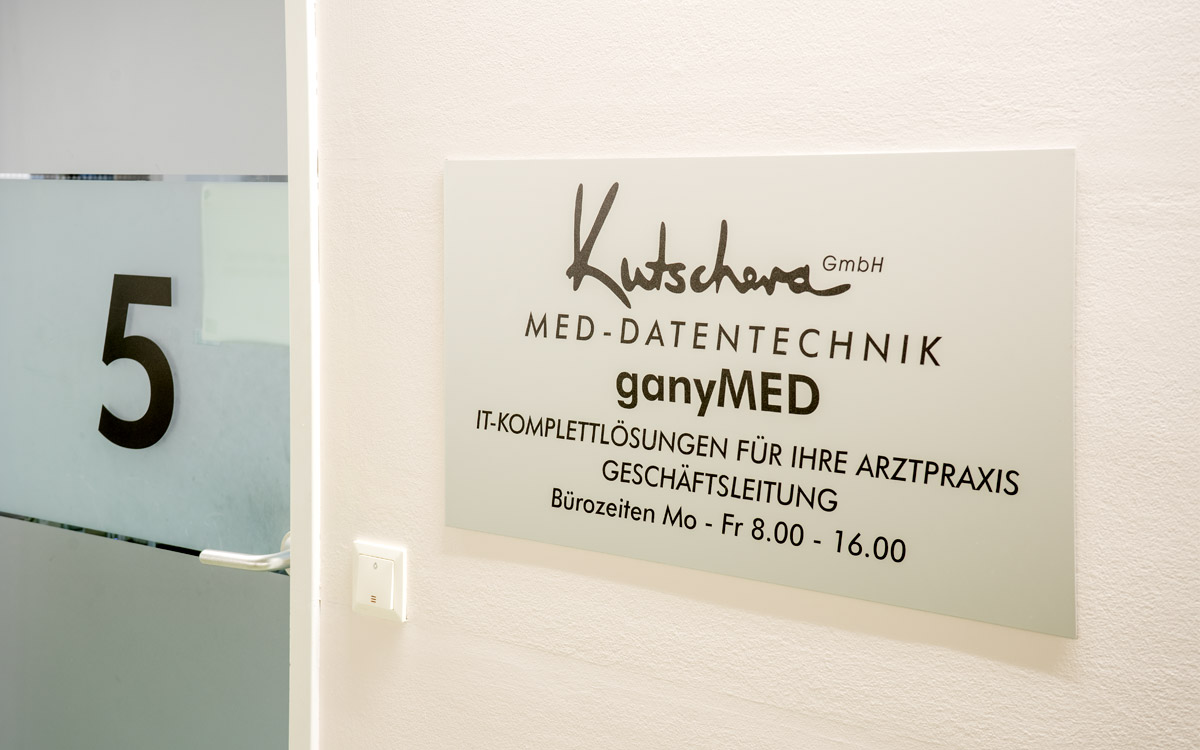 5
Kutschera GmbH
MED-DATENTECHNIK
ganyMED
IT-KOMPLETTLÖSUNGEN FÜR IHRE ARZTPRAXIS
GESCHÄFTSLEITUNG
Bürozeiten Mo - Fr 8.00 - 16.00